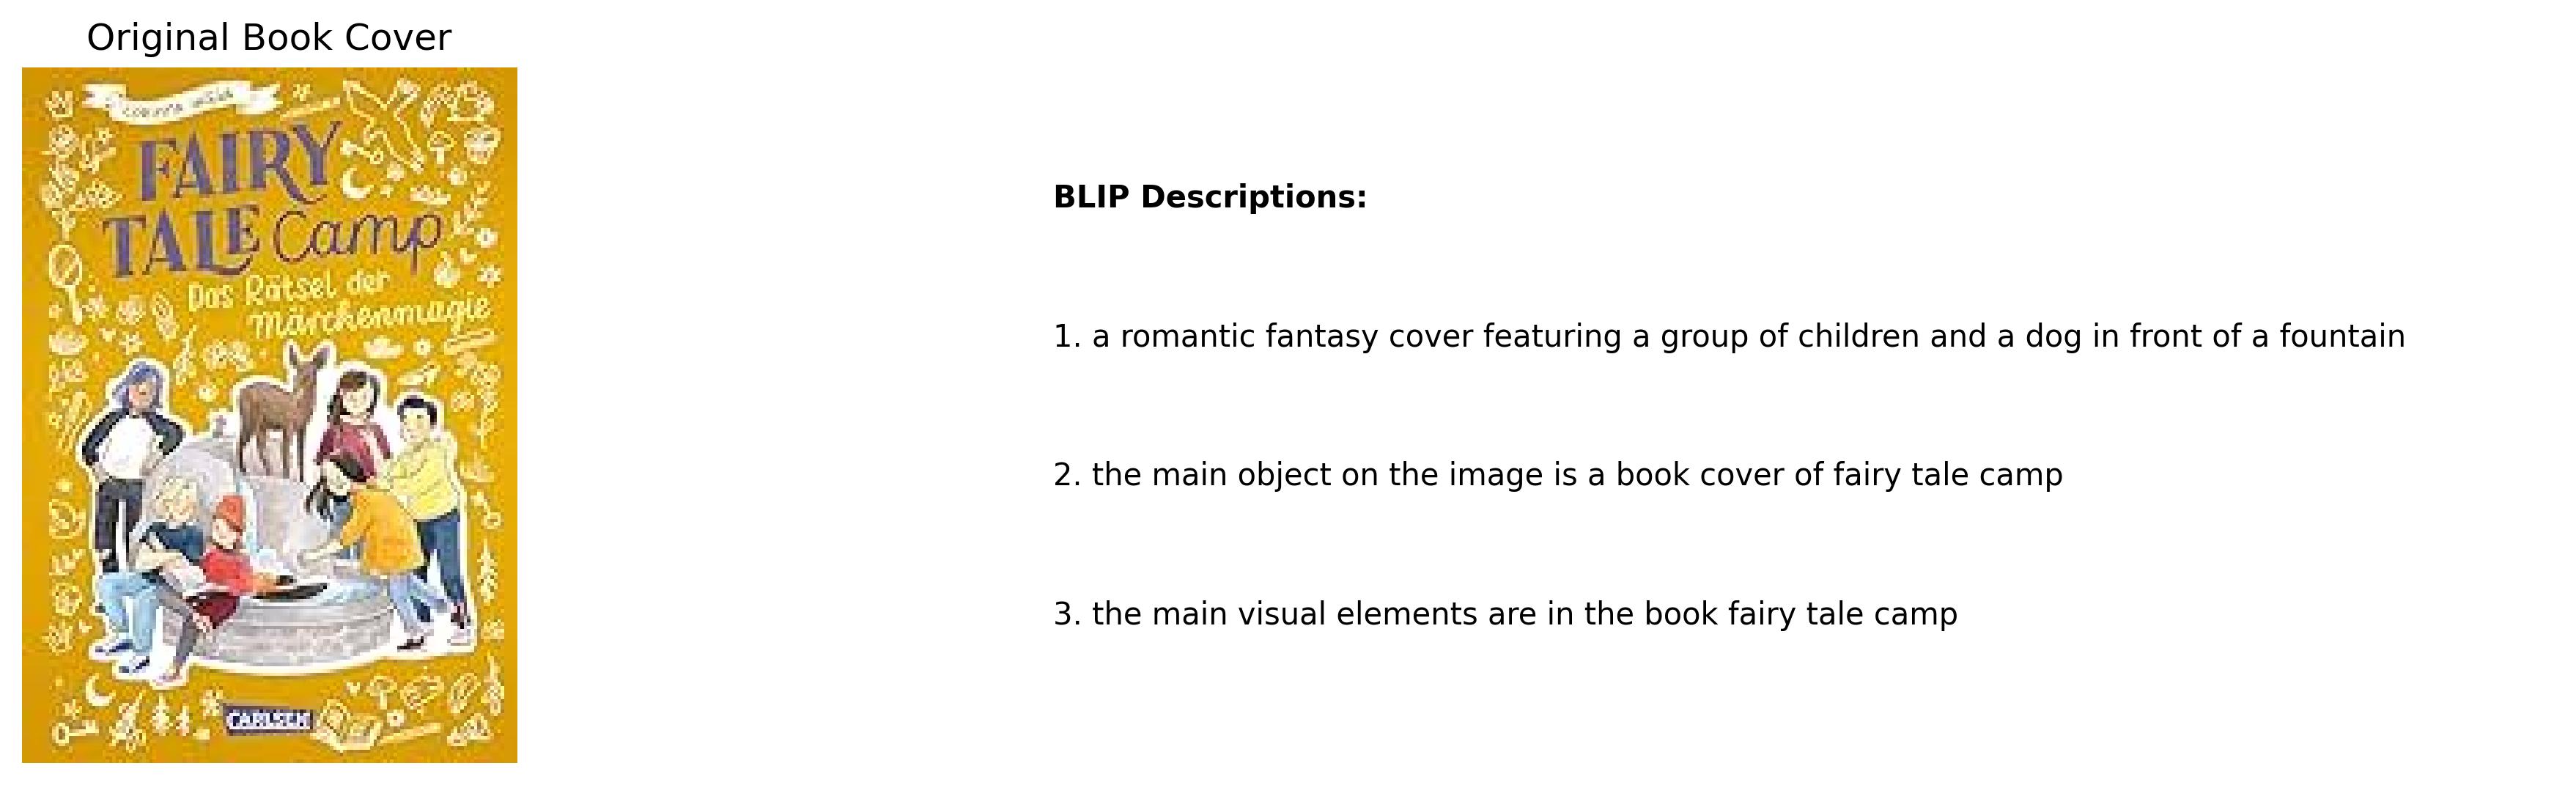 Original Book Cover
FAIRY
TALE Camp
Das Rätsel der
Märchenmagie
CARLSEN
BLIP Descriptions:
1. a romantic fantasy cover featuring a group of children and a dog in front of a fountain
2. the main object on the image is a book cover of fairy tale camp
3. the main visual elements are in the book fairy tale camp